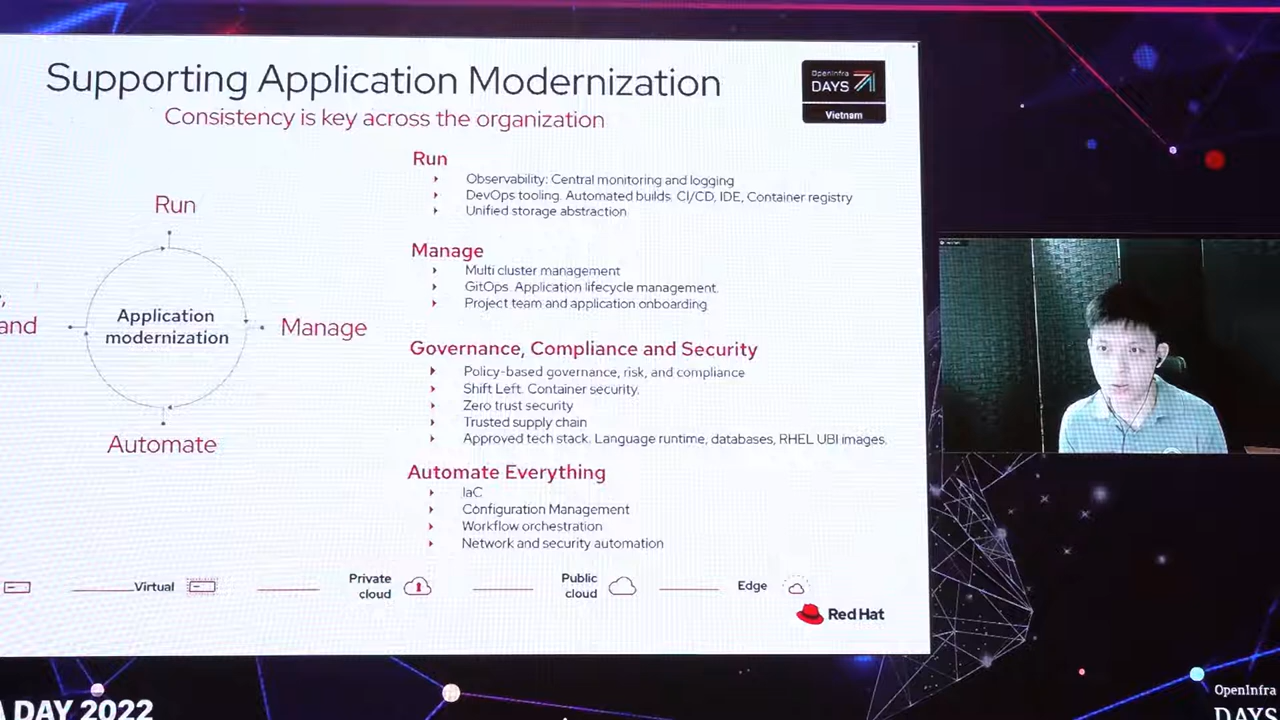 Supporting Application Modernization
Consistency is key across the organization
OpenInfra
DAYS
Vietnam
Run
Manage
Automate
and
Application
modernization
Run
Observability: Central monitoring and logging
DevOps tooling. Automated builds. CI/CD, IDE, Container registry
Unified storage abstraction
Manage
Multi cluster management
GitOps. Application lifecycle management.
Project team and application onboarding
Governance, Compliance and Security
Policy-based governance, risk, and compliance
Shift Left. Container security.
Zero trust security
Trusted supply chain
Approved tech stack. Language runtime, databases, RHEL UBI images.
Automate Everything
IaC
Configuration Management
Workflow orchestration
Network and security automation
Virtual
Private
cloud
Public
cloud
Edge
Red Hat
A DAY 2022
OpenInfra
DAYS